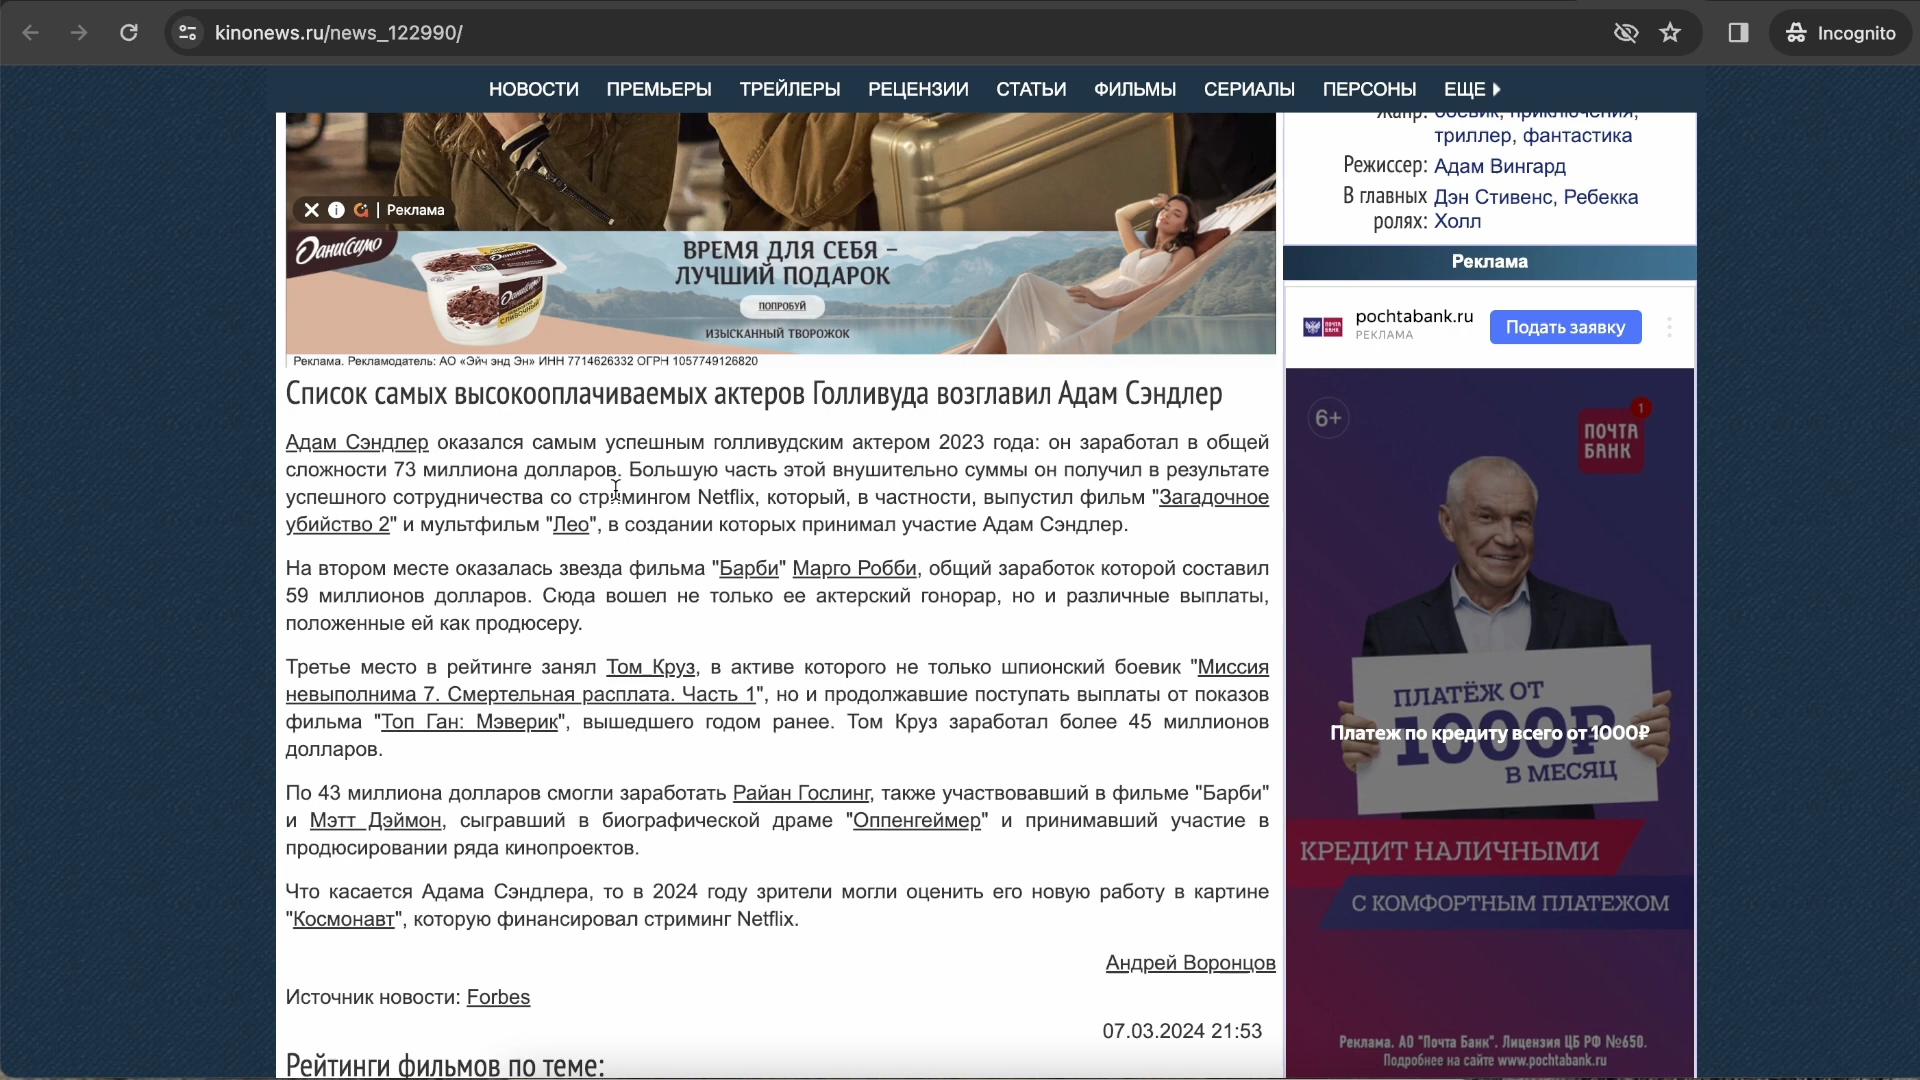 kinonews.ru/news_122990/
Incognito
НОВОСТИ ПРЕМЬЕРЫ ТРЕЙЛЕРЫ РЕЦЕНЗИИ СТАТЬИ ФИЛЬМЫ СЕРИАЛЫ ПЕРСОНЫ ЕЩЕ
Реклама
Даниссимо
ВРЕМЯ ДЛЯ СЕБЯ –
ЛУЧШИЙ ПОДАРОК
ПОПРОБУЙ
ИЗЫСКАННЫЙ ТВОРОЖОК
Реклама. Рекламодатель: АО «Эйч энд Эн» ИНН 7714626332 ОГРН 1057749126820
Список самых высокооплачиваемых актеров Голливуда возглавил Адам Сэндлер
Адам Сэндлер оказался самым успешным голливудским актером 2023 года: он заработал в общей
сложности 73 миллиона долларов. Большую часть этой внушительно суммы он получил в результате
успешного сотрудничества со стримингом Netflix, который, в частности, выпустил фильм "Загадочное
убийство 2" и мультфильм "Лео", в создании которых принимал участие Адам Сэндлер.
На втором месте оказалась звезда фильма "Барби" Марго Робби, общий заработок которой составил
59 миллионов долларов. Сюда вошел не только ее актерский гонорар, но и различные выплаты,
положенные ей как продюсеру.
Третье место в рейтинге занял Том Круз, в активе которого не только шпионский боевик "Миссия
невыполнима 7. Смертельная расплата. Часть 1", но и продолжавшие поступать выплаты от показов
фильма "Топ Ган: Мэверик", вышедшего годом ранее. Том Круз заработал более 45 миллионов
долларов.
По 43 миллиона долларов смогли заработать Райан Гослинг, также участвовавший в фильме "Барби"
и Мэтт Дэймон, сыгравший в биографической драме "Оппенгеймер" и принимавший участие в
продюсировании ряда кинопроектов.
Что касается Адама Сэндлера, то в 2024 году зрители могли оценить его новую работу в картине
"Космонавт", которую финансировал стриминг Netflix.
Андрей Воронцов
Источник новости: Forbes
07.03.2024 21:53
Рейтинги фильмов по теме:
Жанр: боевик, приключения,
триллер, фантастика
Режиссер: Адам Вингард
В главных Дэн Стивенс, Ребекка
ролях: Холл
Реклама
pochtabank.ru
РЕКЛАМА
Подать заявку
6+
1
ПОЧТА
БАНК
ПЛАТЁЖ ОТ
1000₽
В МЕСЯЦ
Платеж по кредиту всего от 1000₽
КРЕДИТ НАЛИЧНЫМИ
С КОМФОРТНЫМ ПЛАТЕЖОМ
Реклама. АО "Почта Банк". Лицензия ЦБ РФ №650.
Подробнее на сайте www.pochtabank.ru